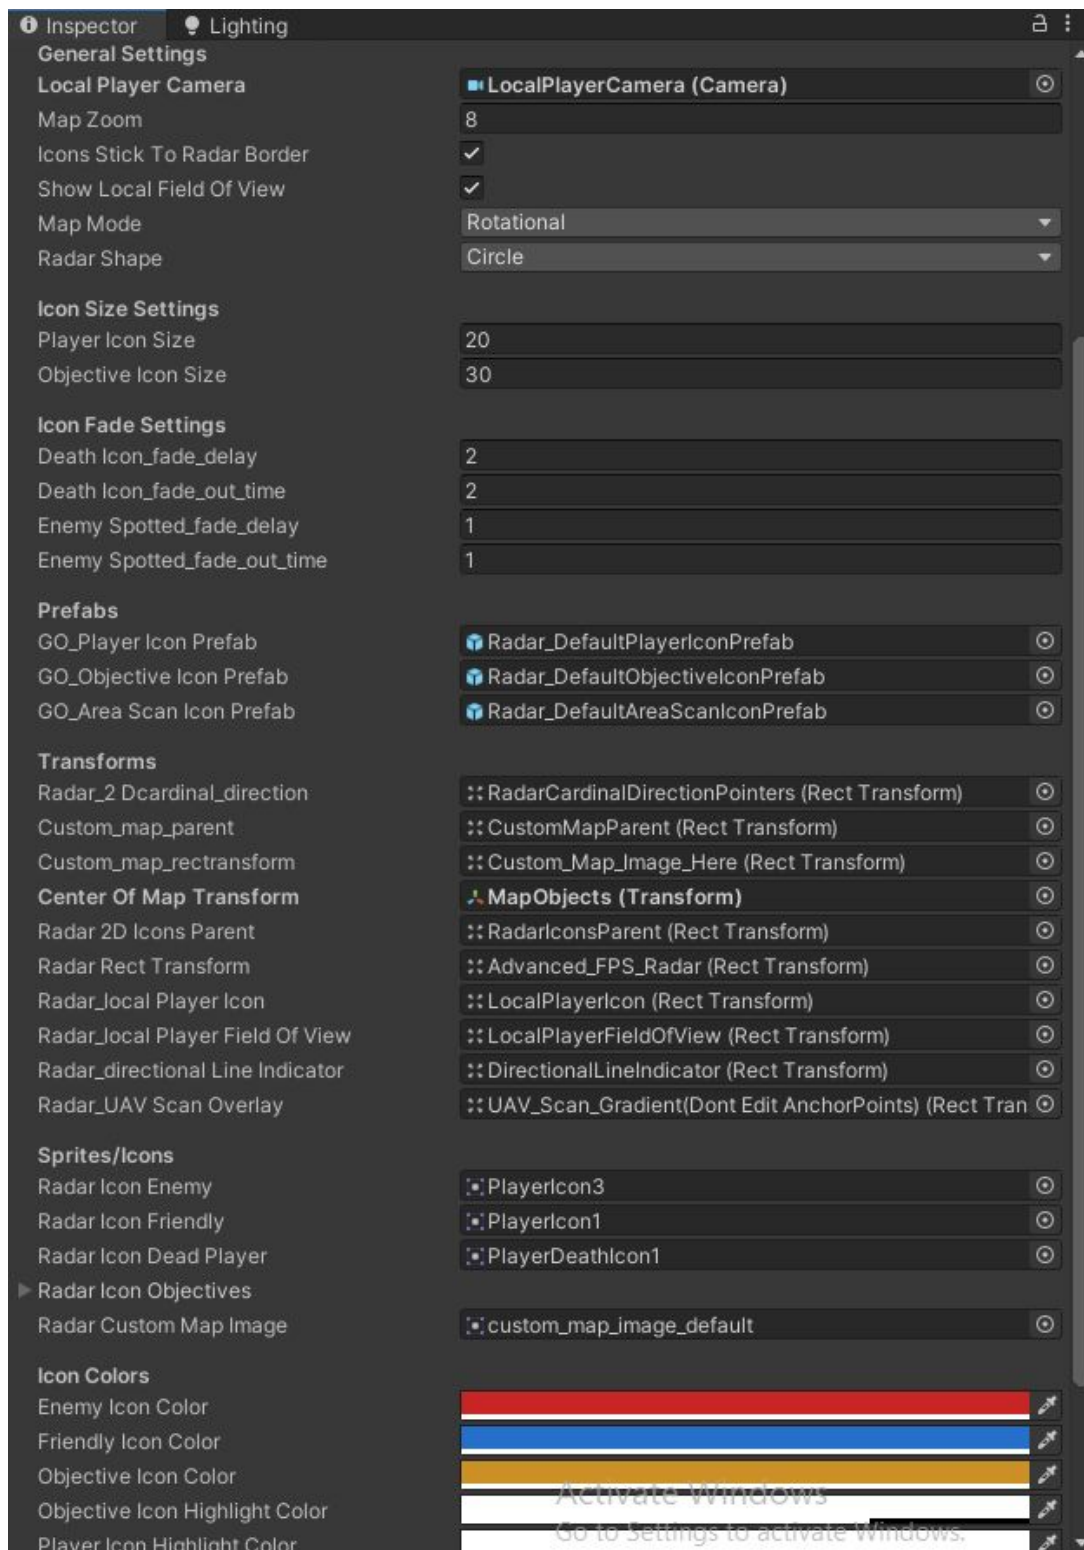 Inspector Lighting
General Settings
Local Player Camera LocalPlayerCamera (Camera)
Map Zoom 8
Icons Stick To Radar Border
Show Local Field Of View
Map Mode Rotational
Radar Shape Circle
Icon Size Settings
Player Icon Size 20
Objective Icon Size 30
Icon Fade Settings
Death Icon_fade_delay 2
Death Icon_fade_out_time 2
Enemy Spotted_fade_delay 1
Enemy Spotted_fade_out_time 1
Prefabs
GO_Player Icon Prefab Radar_DefaultPlayerIconPrefab
GO_Objective Icon Prefab Radar_DefaultObjectiveIconPrefab
GO_Area Scan Icon Prefab Radar_DefaultAreaScanIconPrefab
Transforms
Radar_2 Dcardinal_direction RadarCardinalDirectionPointers (Rect Transform)
Custom_map_parent CustomMapParent (Rect Transform)
Custom_map_rectransform Custom_Map_Image_Here (Rect Transform)
Center Of Map Transform MapObjects (Transform)
Radar 2D Icons Parent RadarIconsParent (Rect Transform)
Radar Rect Transform Advanced_FPS_Radar (Rect Transform)
Radar_local Player Icon LocalPlayerIcon (Rect Transform)
Radar_local Player Field Of View LocalPlayerFieldOfView (Rect Transform)
Radar_directional Line Indicator DirectionalLineIndicator (Rect Transform)
Radar_UAV Scan Overlay UAV_Scan_Gradient(Dont Edit AnchorPoints) (Rect Tran
Sprites/Icons
Radar Icon Enemy PlayerIcon3
Radar Icon Friendly PlayerIcon1
Radar Icon Dead Player PlayerDeathIcon1
Radar Icon Objectives
Radar Custom Map Image custom_map_image_default
Icon Colors
Enemy Icon Color
Friendly Icon Color
Objective Icon Color
Activate Windows
Objective Icon Highlight Color
Go to Settings to activate Windows.
Player Icon Highlight Color